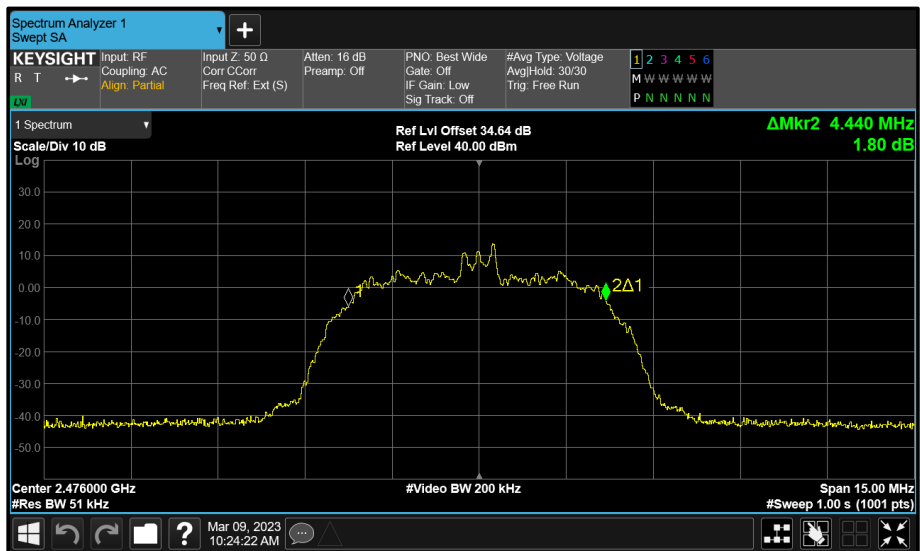 Spectrum Analyzer 1
Swept SA
KEYSIGHT
R T
LXI
Input: RF
Coupling: AC
Align: Partial
Input Z: 50 Ω
Corr CCorr
Freq Ref: Ext (S)
Atten: 16 dB
Preamp: Off
PNO: Best Wide
Gate: Off
IF Gain: Low
Sig Track: Off
#Avg Type: Voltage
Avg|Hold: 30/30
Trig: Free Run
1 2 3 4 5 6
M W W W W W
P N N N N N
1 Spectrum
Scale/Div 10 dB
Ref Lvl Offset 34.64 dB
Ref Level 40.00 dBm
ΔMkr2 4.440 MHz
1.80 dB
Log
30.0
20.0
10.0
0.00
-10.0
-20.0
-30.0
-40.0
-50.0
1
2Δ1
Center 2.476000 GHz
#Res BW 51 kHz
#Video BW 200 kHz
Span 15.00 MHz
#Sweep 1.00 s (1001 pts)
?
Mar 09, 2023
10:24:22 AM